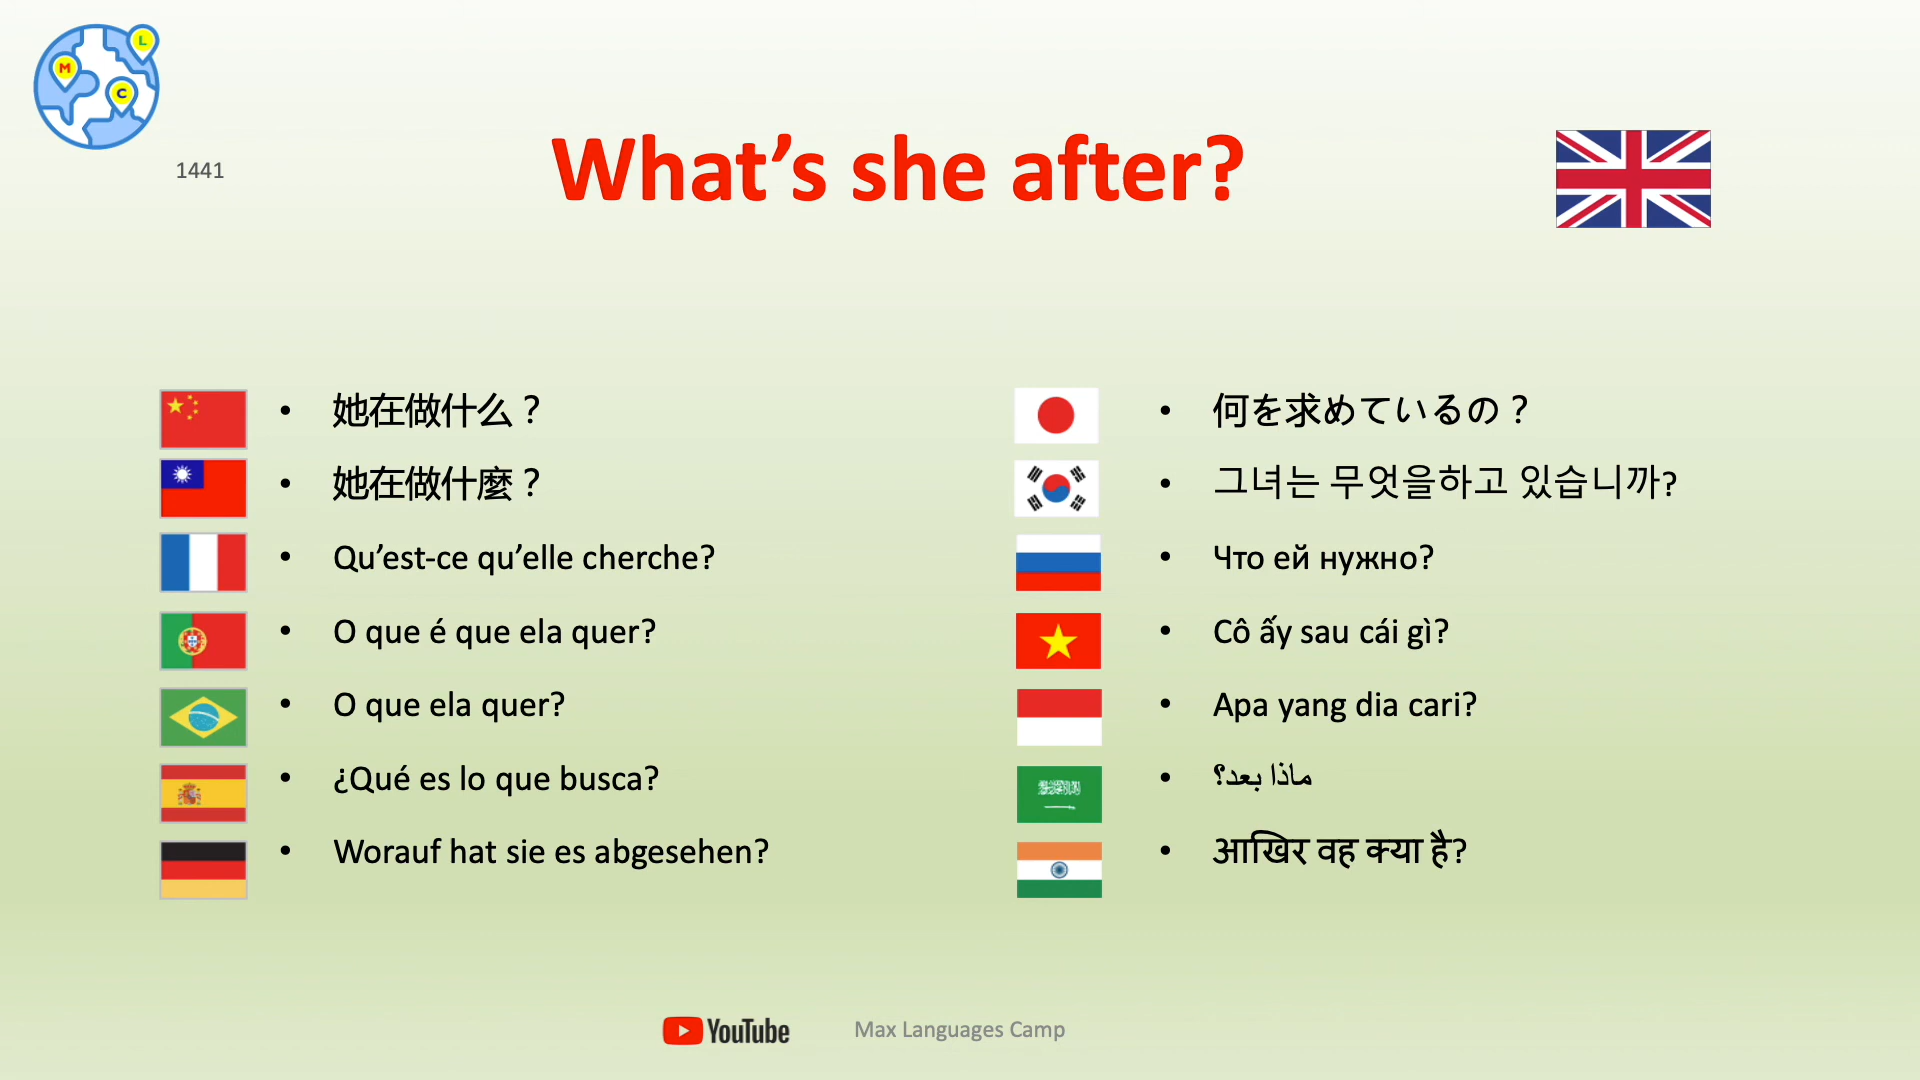 L
M
C
1441
What’s she after?
她在做什么？
她在做什麼？
Qu’est-ce qu’elle cherche?
O que é que ela quer?
O que ela quer?
¿Qué es lo que busca?
Worauf hat sie es abgesehen?
何を求めているの？
그녀는 무엇을하고 있습니까?
Что ей нужно?
Cô ấy sau cái gì?
Apa yang dia cari?
ماذا بعد؟
आखिर वह क्या है?
YouTube
Max Languages Camp